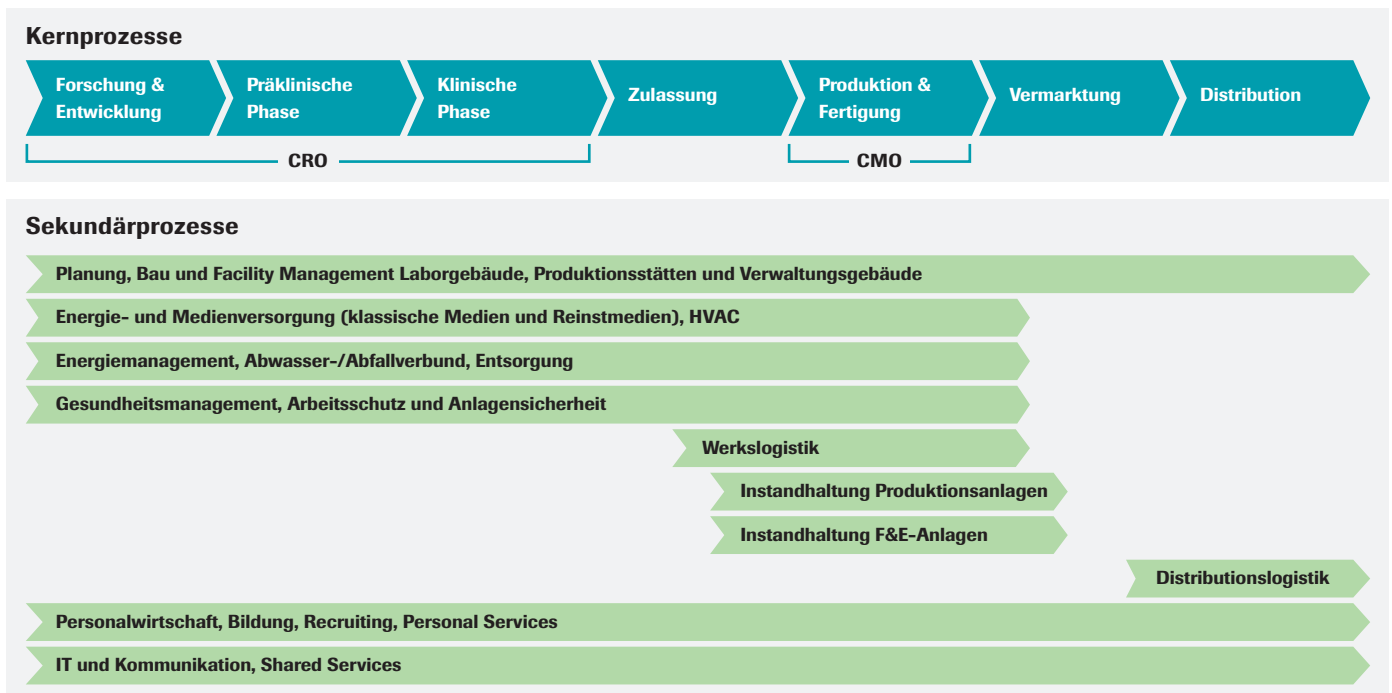 Kernprozesse
Forschung &
Entwicklung
Präklinische
Phase
Klinische
Phase
Zulassung
Produktion &
Fertigung
Vermarktung
Distribution
CRO
CMO
Sekundärprozesse
Planung, Bau und Facility Management Laborgebäude, Produktionsstätten und Verwaltungsgebäude
Energie- und Medienversorgung (klassische Medien und Reinstmedien), HVAC
Energiemanagement, Abwasser-/Abfallverbund, Entsorgung
Gesundheitsmanagement, Arbeitsschutz und Anlagensicherheit
Werkslogistik
Instandhaltung Produktionsanlagen
Instandhaltung F&E-Anlagen
Distributionslogistik
Personalwirtschaft, Bildung, Recruiting, Personal Services
IT und Kommunikation, Shared Services